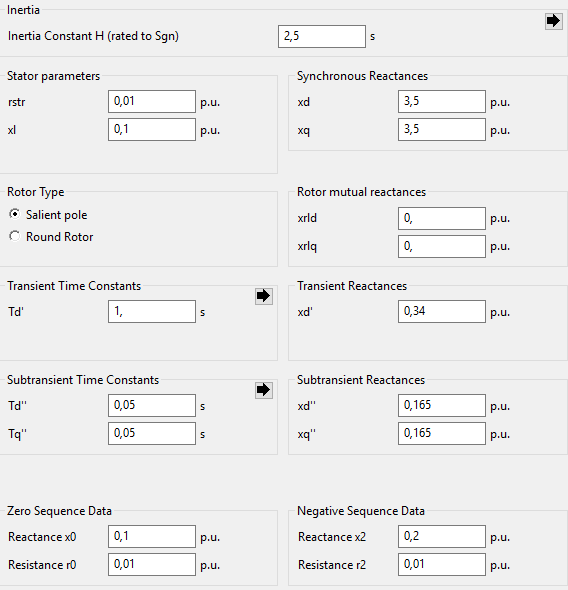 Inertia
Inertia Constant H (rated to Sgn) 2,5 s
Stator parameters
rstr 0,01 p.u.
xl 0,1 p.u.
Synchronous Reactances
xd 3,5 p.u.
xq 3,5 p.u.
Rotor Type
Salient pole
Round Rotor
Rotor mutual reactances
xrld 0, p.u.
xrlq 0, p.u.
Transient Time Constants
Td' 1, s
Transient Reactances
xd' 0,34 p.u.
Subtransient Time Constants
Td'' 0,05 s
Tq'' 0,05 s
Subtransient Reactances
xd'' 0,165 p.u.
xq'' 0,165 p.u.
Zero Sequence Data
Reactance x0 0,1 p.u.
Resistance r0 0,01 p.u.
Negative Sequence Data
Reactance x2 0,2 p.u.
Resistance r2 0,01 p.u.